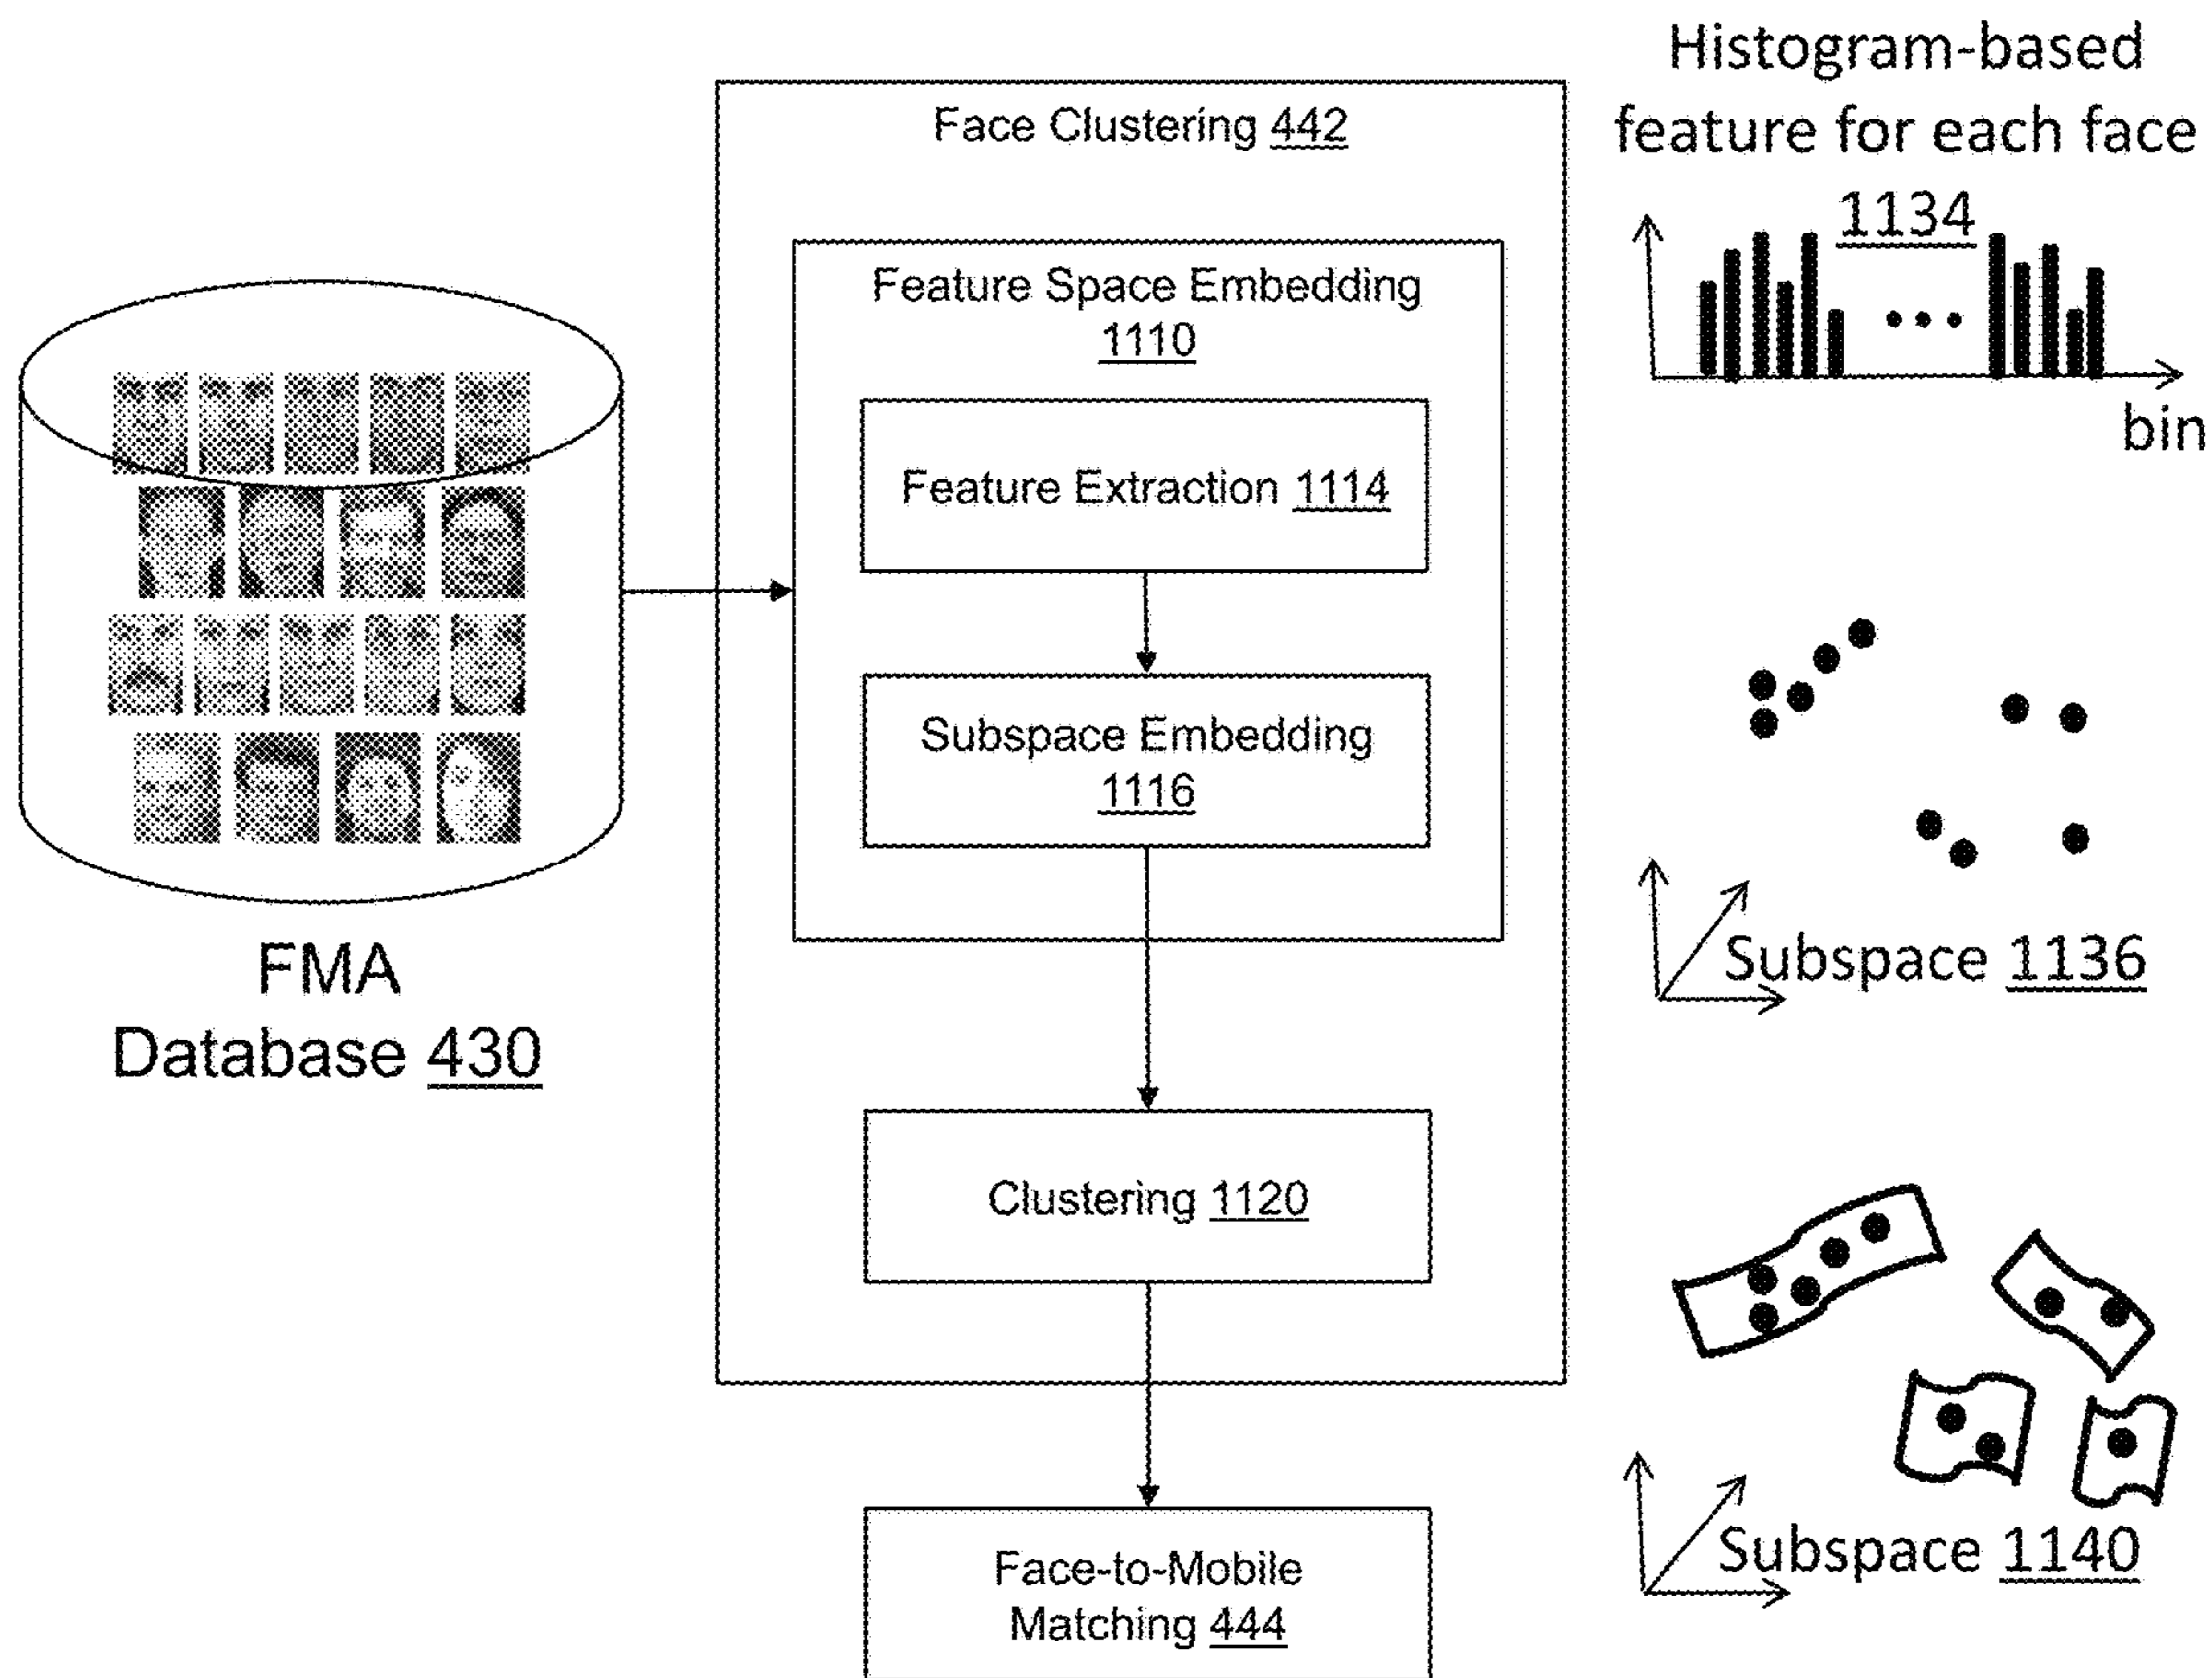 FMA
Database 430
Face Clustering 442
Feature Space Embedding
1110
Feature Extraction 1114
Subspace Embedding
1116
Clustering 1120
Face-to-Mobile
Matching 444
Histogram-based
feature for each face
1134
bin
Subspace 1136
Subspace 1140